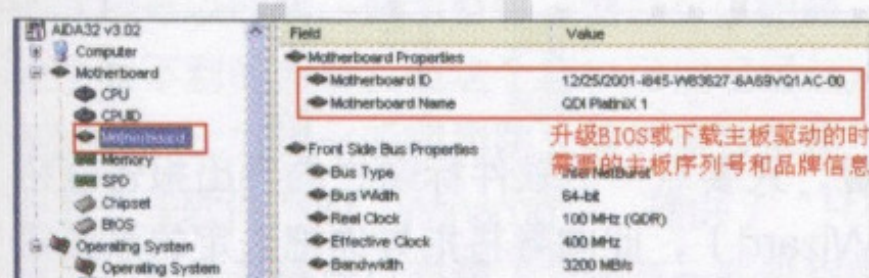 AIDA32 v3.02
Computer
Motherboard
CPU
CPUID
Motherboard
Memory
SPD
Chipset
BIOS
Operating System
Operating System
Field Value
Motherboard Properties
Motherboard ID 12/25/2001-i845-W83627-6A69VQ1AC-00
Motherboard Name QDI PlatiniX 1
升级BIOS或下载主板驱动的时
需要的主板序列号和品牌信息
Front Side Bus Properties
Bus Type Intel NetBurst
Bus Width 64-bit
Real Clock 100 MHz (QDR)
Effective Clock 400 MHz
Bandwidth 3200 MB/s